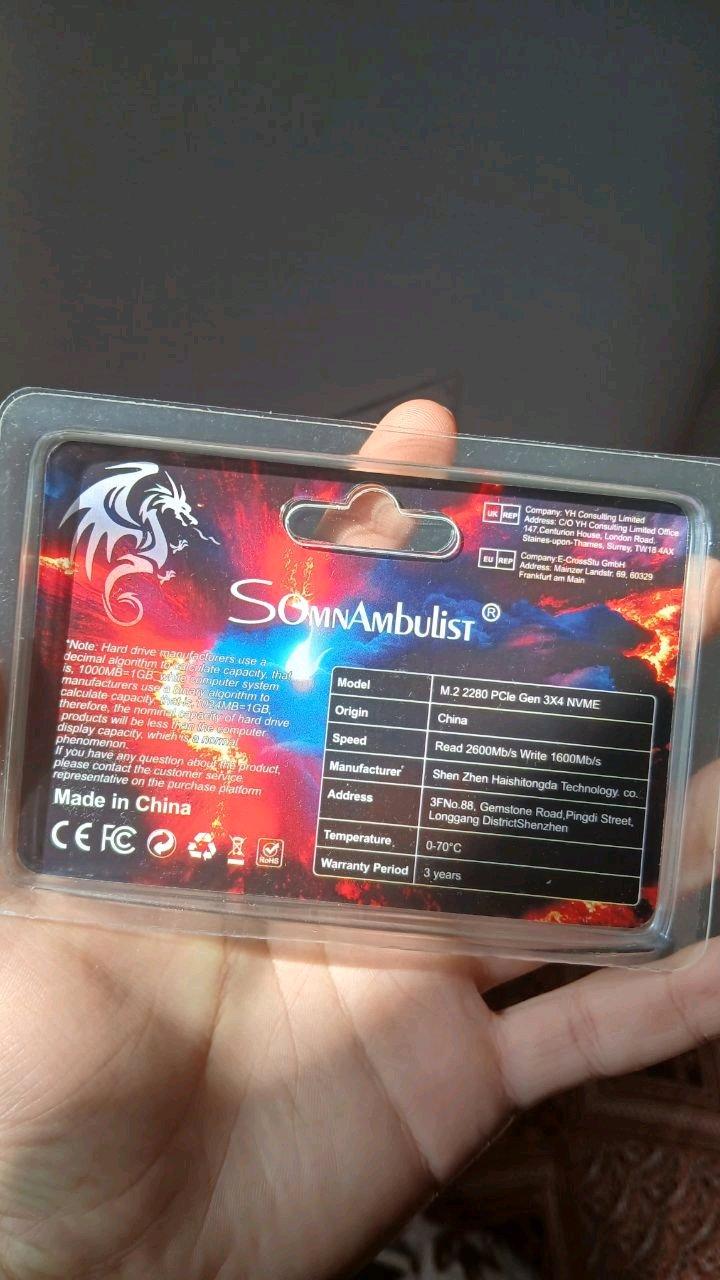 UK REP
Company: YH Consulting Limited
Address: C/O YH Consulting Limited Office
147,Centurion House, London Road,
Staines-upon-Thames, Surrey, TW18 4AX
EU REP
Company:E-CrossStu GmbH
Address: Mainzer Landstr. 69, 60329
Frankfurt am Main
SOMNAMBULIST®
*Note: Hard drive manufacturers use a
decimal algorithm to calculate capacity, that
is, 1000MB=1GB, while computer system
manufacturers use a binary algorithm to
calculate capacity, that is, 1024MB=1GB,
therefore, the nominal capacity of hard drive
products will be less than the computer
display capacity, which is a normal
phenomenon.
If you have any question about the product,
please contact the customer service
representative on the purchase platform
Made in China
CE FC
RoHS
Model M.2 2280 PCIe Gen 3X4 NVME
Origin China
Speed Read 2600Mb/s Write 1600Mb/s
Manufacturer Shen Zhen Haishitongda Technology. co.
Address 3FNo.88, Gemstone Road,Pingdi Street,
Longgang DistrictShenzhen
Temperature 0-70°C
Warranty Period 3 years